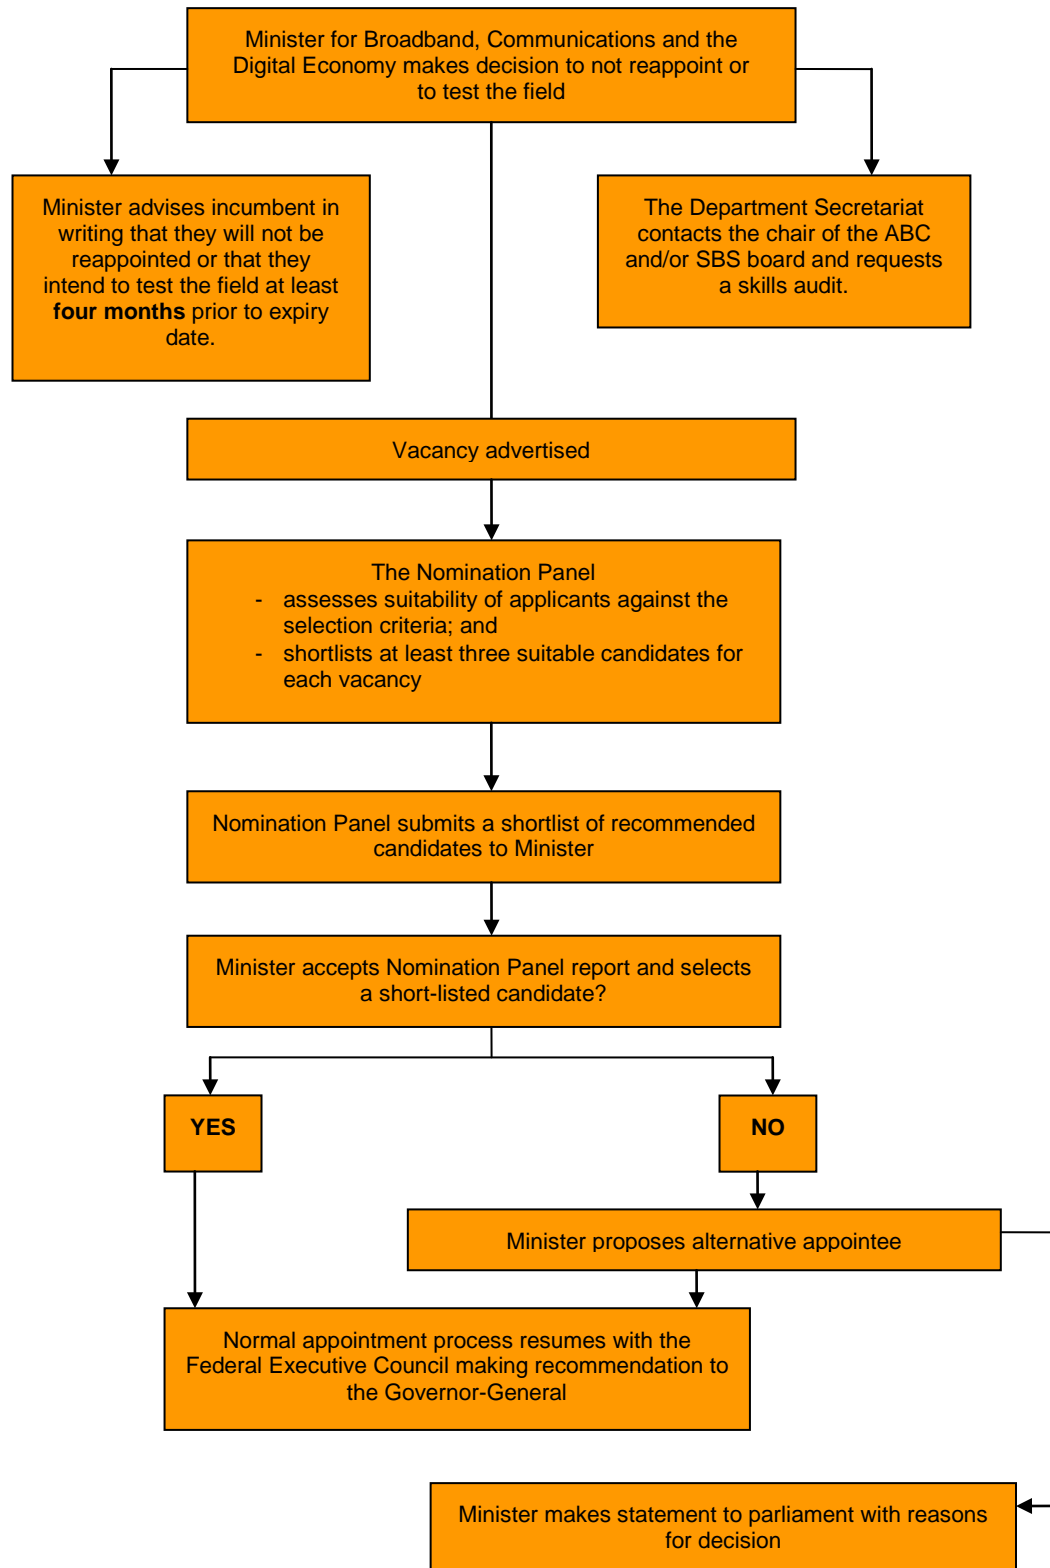 Minister for Broadband, Communications and the
Digital Economy makes decision to not reappoint or
to test the field
Minister advises incumbent in
writing that they will not be
reappointed or that they
intend to test the field at least
four months prior to expiry
date.
The Department Secretariat
contacts the chair of the ABC
and/or SBS board and requests
a skills audit.
Vacancy advertised
The Nomination Panel
- assesses suitability of applicants against the
selection criteria; and
- shortlists at least three suitable candidates for
each vacancy
Nomination Panel submits a shortlist of recommended
candidates to Minister
Minister accepts Nomination Panel report and selects
a short-listed candidate?
YES
NO
Minister proposes alternative appointee
Normal appointment process resumes with the
Federal Executive Council making recommendation to
the Governor-General
Minister makes statement to parliament with reasons
for decision